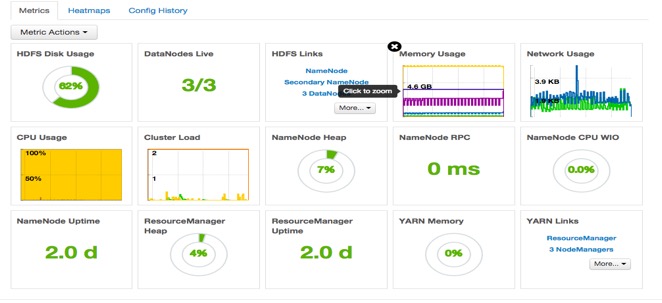 Metrics
Heatmaps
Config History
Metric Actions
HDFS Disk Usage
62%
DataNodes Live
3/3
HDFS Links
NameNode
Secondary NameNode
3 DataNo
More...
Memory Usage
4.6 GB
Click to zoom
Network Usage
3.9 KB
CPU Usage
100%
50%
Cluster Load
2
1
NameNode Heap
7%
NameNode RPC
0 ms
NameNode CPU WIO
0.0%
NameNode Uptime
2.0 d
ResourceManager
Heap
4%
ResourceManager
Uptime
2.0 d
YARN Memory
0%
YARN Links
ResourceManager
3 NodeManagers
More...